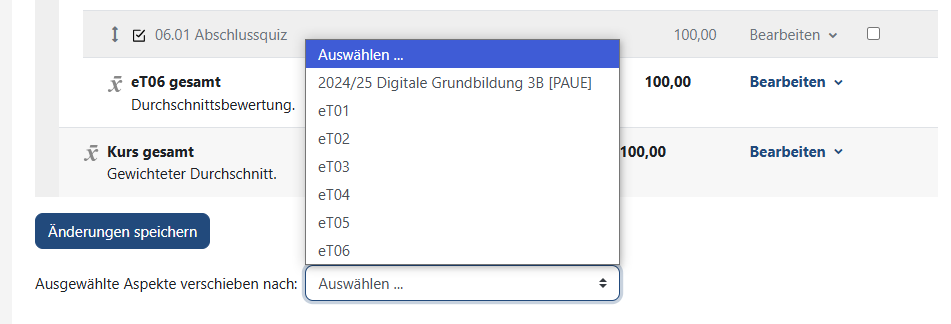 06.01 Abschlussquiz 100,00 Bearbeiten
Auswählen ...
eT06 gesamt 100,00 Bearbeiten
2024/25 Digitale Grundbildung 3B [PAUE]
Durchschnittsbewertung.
eT01
eT02
Kurs gesamt 100,00 Bearbeiten
Gewichteter Durchschnitt.
eT03
eT04
eT05
eT06
Änderungen speichern
Ausgewählte Aspekte verschieben nach: Auswählen ...